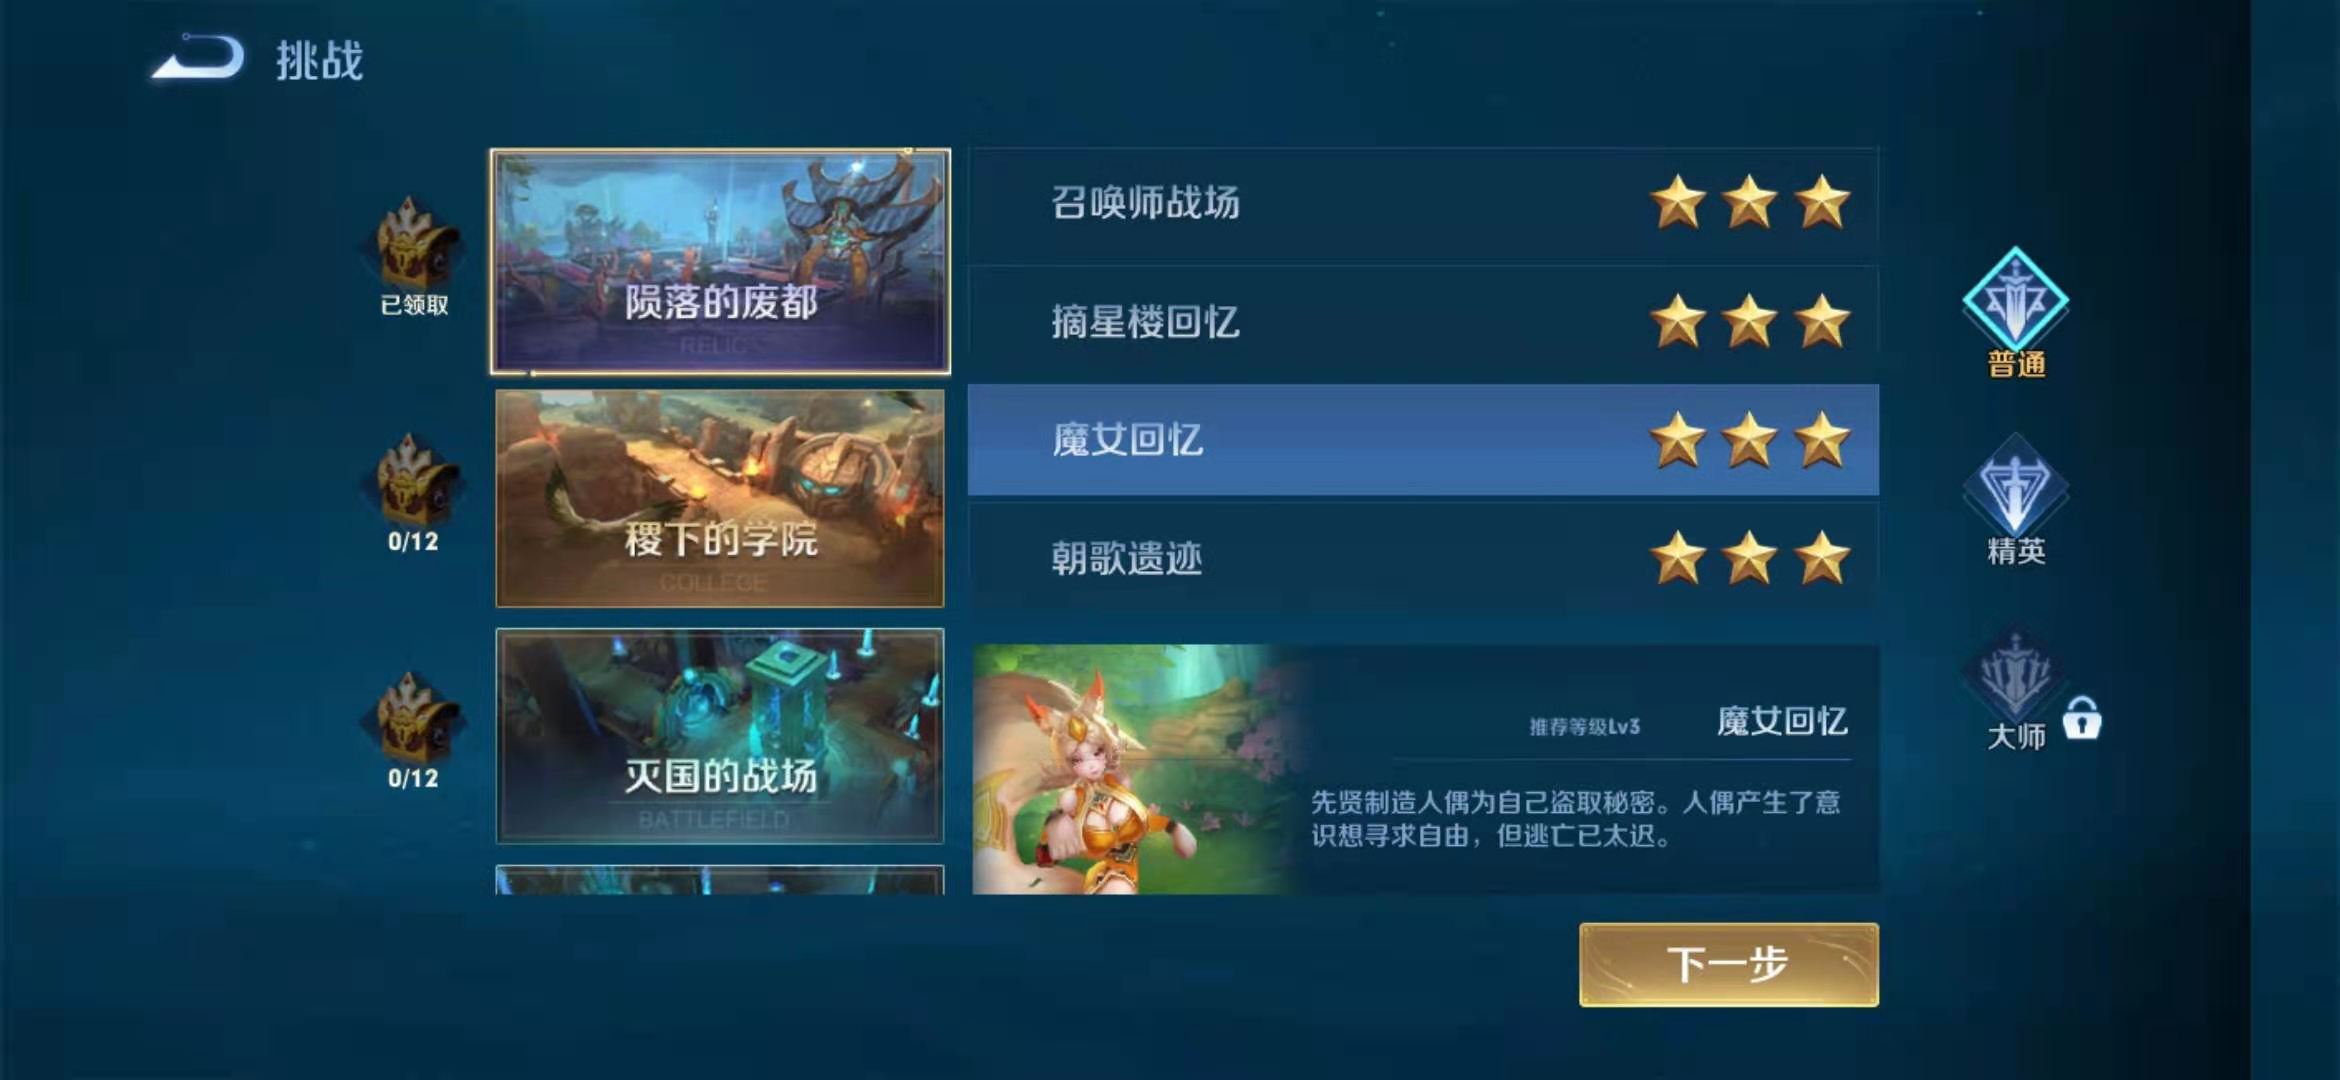 挑战
已领取
陨落的废都
RELIC
0/12
稷下的学院
COLLEGE
0/12
灭国的战场
BATTLEFIELD
召唤师战场
摘星楼回忆
魔女回忆
朝歌遗迹
推荐等级Lv3 魔女回忆
先贤制造人偶为自己盗取秘密。人偶产生了意
识想寻求自由，但逃亡已太迟。
下一步
普通
精英
大师